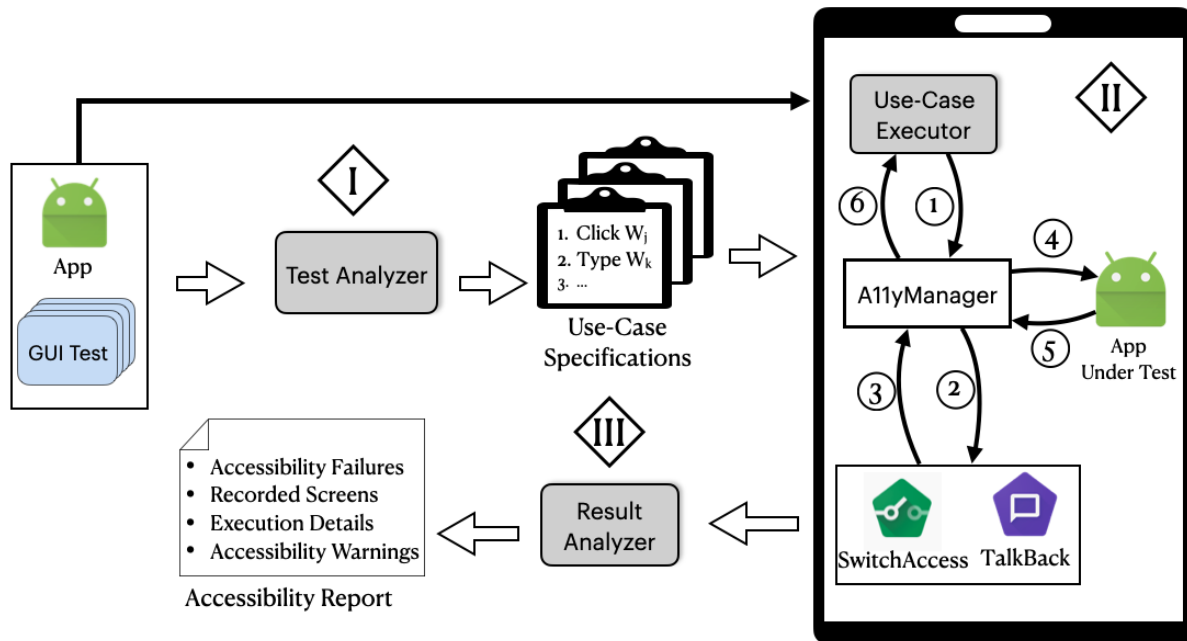 App
GUI Test
I
Test Analyzer
1. Click Wj
2. Type Wk
3. ...
Use-Case
Specifications
II
Use-Case
Executor
6
1
4
A11yManager
5
App
Under Test
3
2
SwitchAccess
TalkBack
III
Result
Analyzer
• Accessibility Failures
• Recorded Screens
• Execution Details
• Accessibility Warnings
Accessibility Report